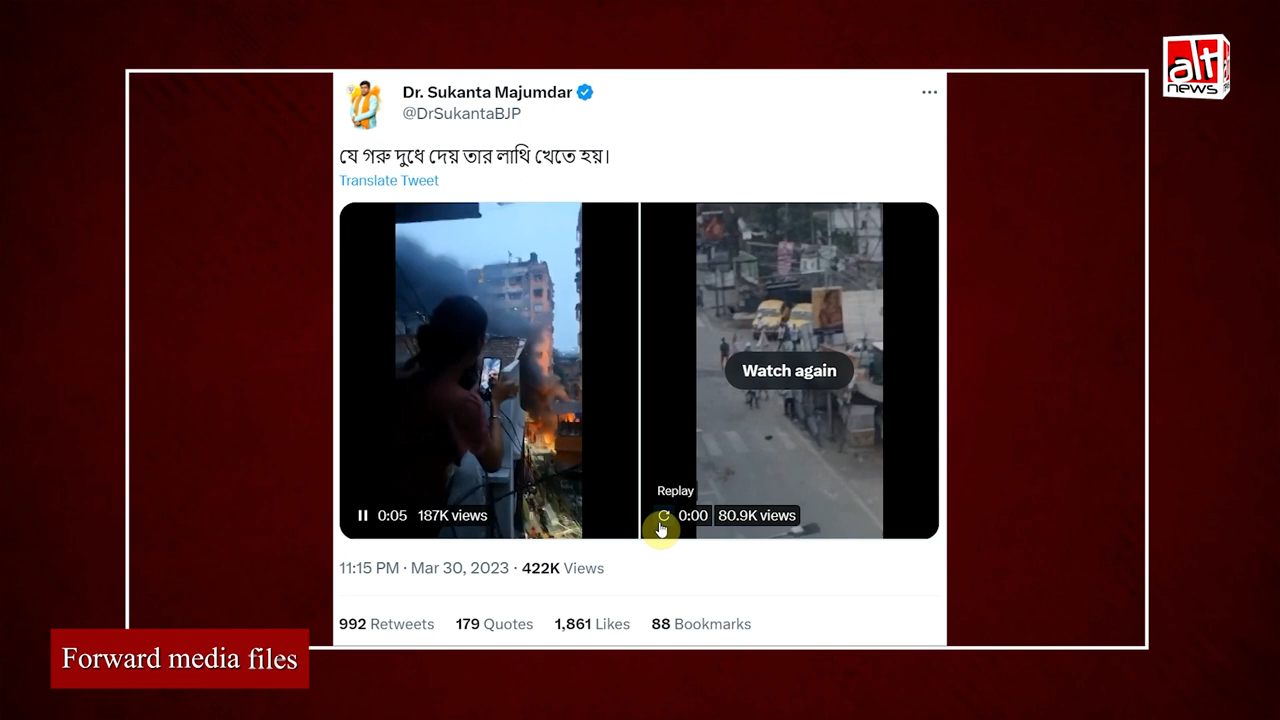 alt
news
Dr. Sukanta Majumdar
@DrSukantaBJP
যে গরু দুধে দেয় তার লাথি খেতে হয়।
Translate Tweet
Watch again
Replay
0:05 187K views
0:00 80.9K views
11:15 PM · Mar 30, 2023 · 422K Views
992 Retweets 179 Quotes 1,861 Likes 88 Bookmarks
Forward media files